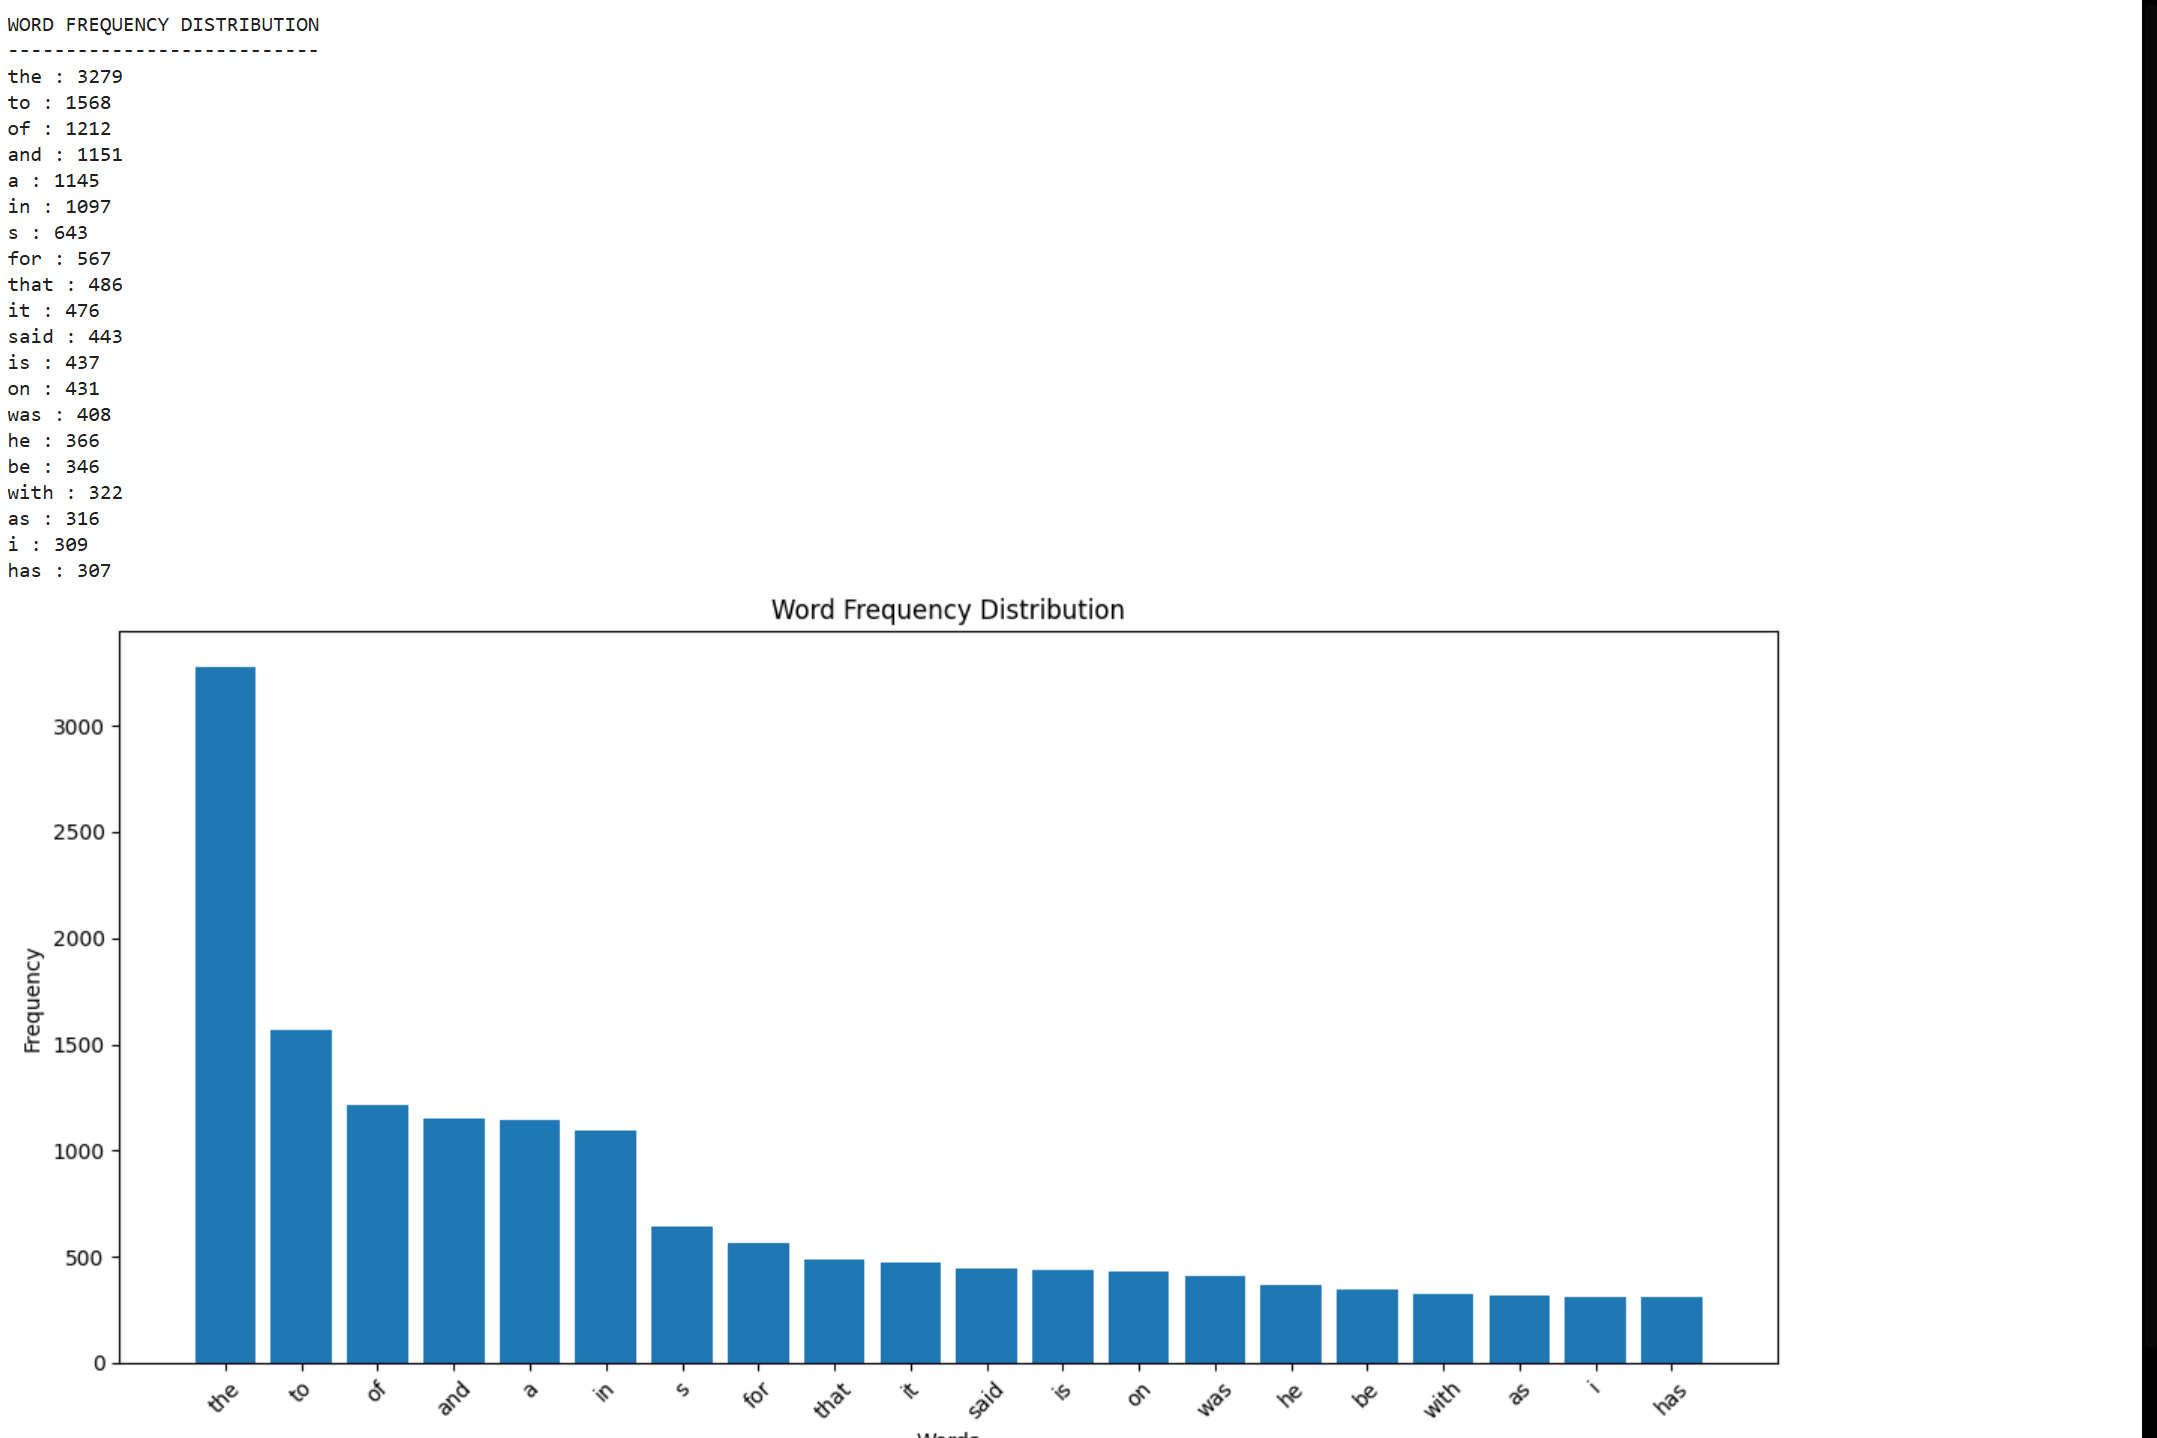 WORD FREQUENCY DISTRIBUTION
---------------------------
the : 3279
to : 1568
of : 1212
and : 1151
a : 1145
in : 1097
s : 643
for : 567
that : 486
it : 476
said : 443
is : 437
on : 431
was : 408
he : 366
be : 346
with : 322
as : 316
i : 309
has : 307
Word Frequency Distribution
3000
2500
2000
1500
1000
500
0
Frequency
the to of and a in s for that it said is on was he be with as i has
Words